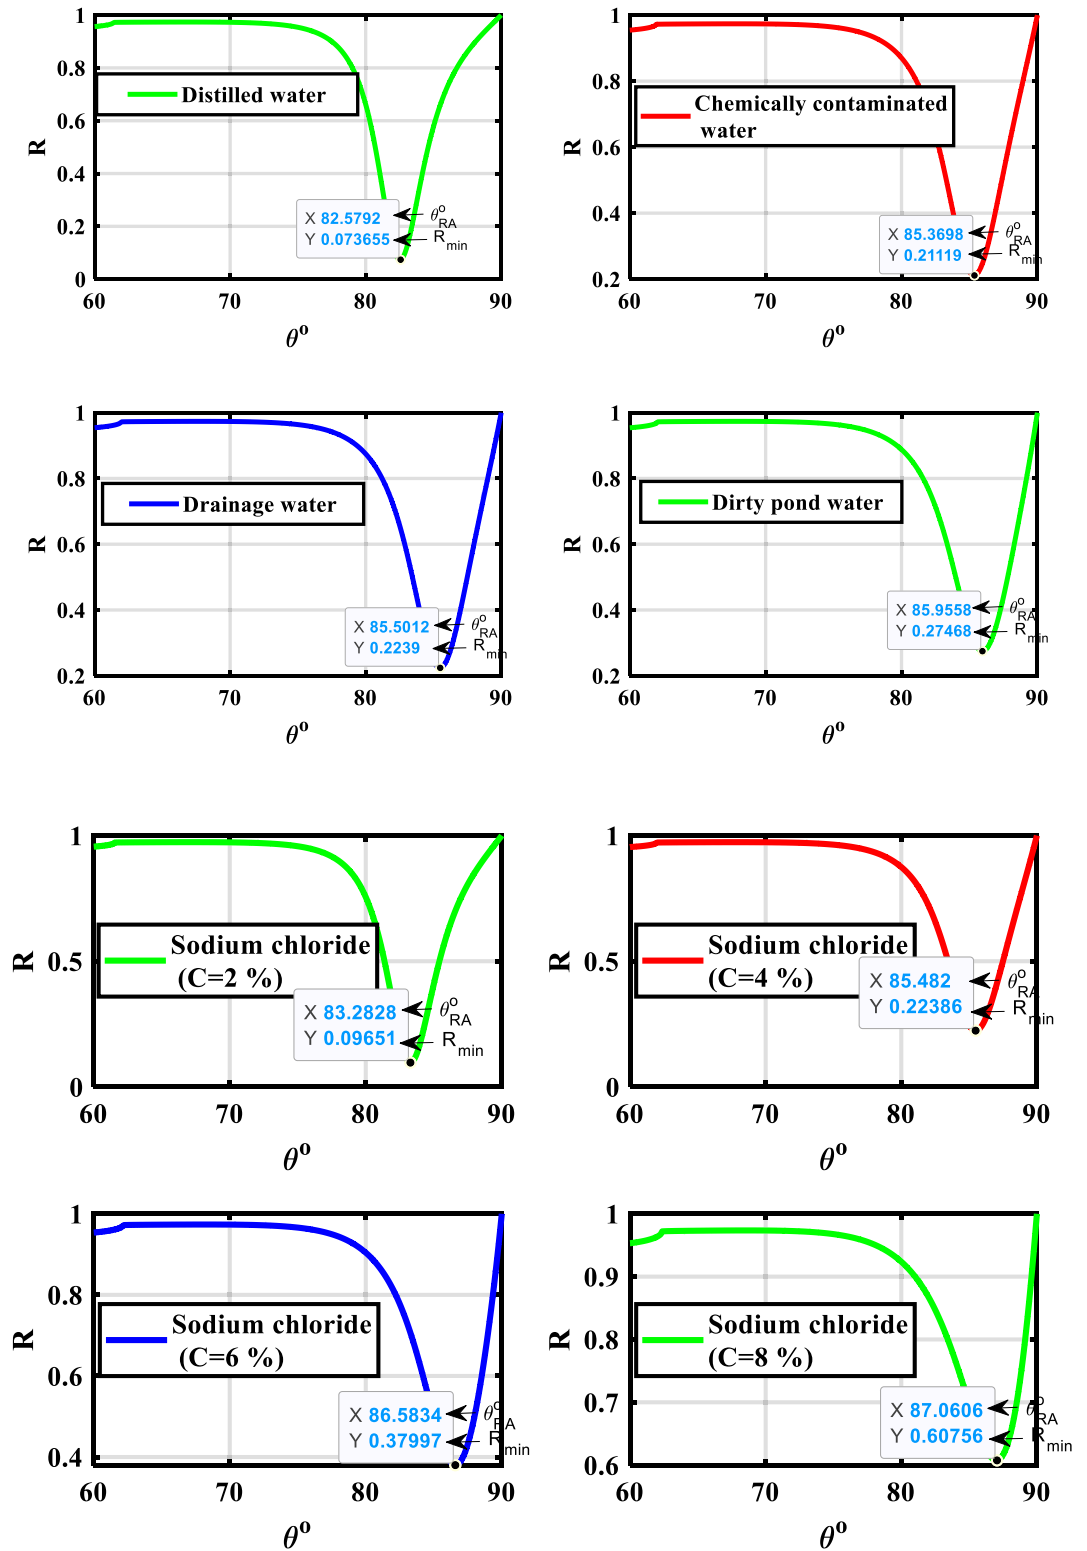 1
0.8
0.6
0.4
0.2
0
60
70
80
90
R
θ°
Distilled water
X 82.5792
Y 0.073655
θ°RA
Rmin
1
0.8
0.6
0.4
0.2
60
70
80
90
R
θ°
Chemically contaminated
water
X 85.3698
Y 0.21119
θ°RA
Rmin
1
0.8
0.6
0.4
0.2
60
70
80
90
R
θ°
Drainage water
X 85.5012
Y 0.2239
θ°RA
Rmin
1
0.8
0.6
0.4
0.2
60
70
80
90
R
θ°
Dirty pond water
X 85.9558
Y 0.27468
θ°RA
Rmin
1
0.5
0
60
70
80
90
R
θ°
Sodium chloride
(C=2 %)
X 83.2828
Y 0.09651
θ°RA
Rmin
1
0.5
0
60
70
80
90
R
θ°
Sodium chloride
(C=4 %)
X 85.482
Y 0.22386
θ°RA
Rmin
1
0.8
0.6
0.4
60
70
80
90
R
θ°
Sodium chloride
(C=6 %)
X 86.5834
Y 0.37997
θ°RA
Rmin
1
0.9
0.8
0.7
0.6
60
70
80
90
R
θ°
Sodium chloride
(C=8 %)
X 87.0606
Y 0.60756
θ°RA
Rmin